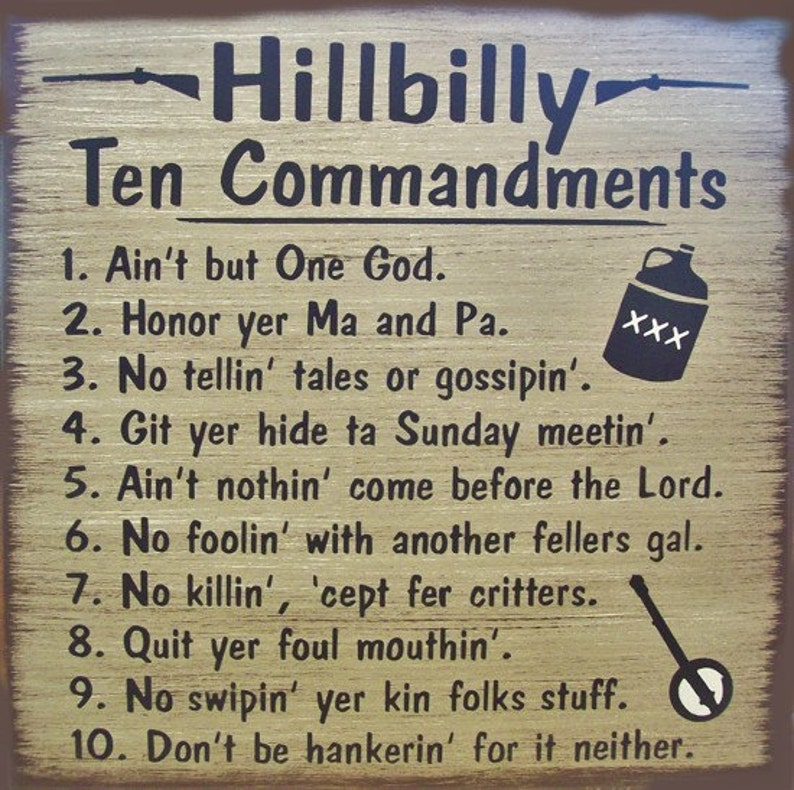 Hillbilly
Ten Commandments
1. Ain't but One God.
2. Honor yer Ma and Pa.
XXX
3. No tellin' tales or gossipin'.
4. Git yer hide ta Sunday meetin'.
5. Ain't nothin' come before the Lord.
6. No foolin' with another fellers gal.
7. No killin', 'cept fer critters.
8. Quit yer foul mouthin'.
9. No swipin' yer kin folks stuff.
10. Don't be hankerin' for it neither.